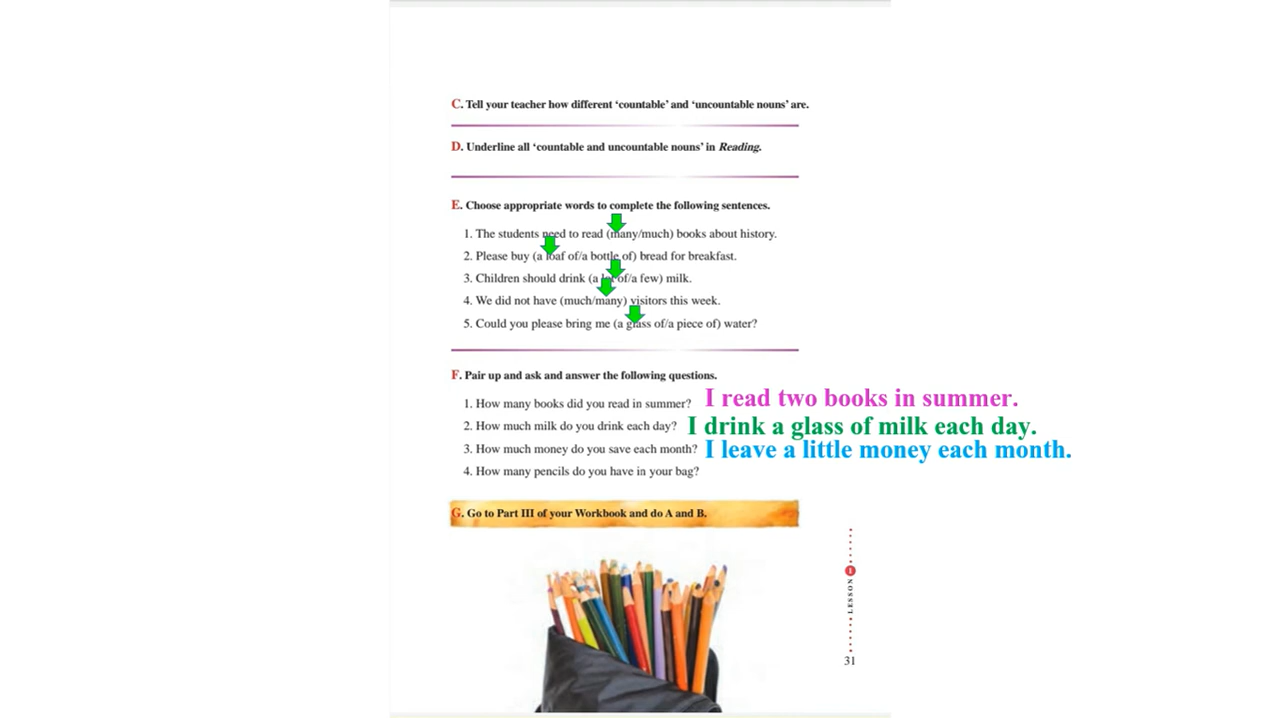 C. Tell your teacher how different ‘countable’ and ‘uncountable nouns’ are.
D. Underline all ‘countable and uncountable nouns’ in Reading.
E. Choose appropriate words to complete the following sentences.
1. The students need to read (many/much) books about history.
2. Please buy (a loaf of/a bottle of) bread for breakfast.
3. Children should drink (a lot of/a few) milk.
4. We did not have (much/many) visitors this week.
5. Could you please bring me (a glass of/a piece of) water?
F. Pair up and ask and answer the following questions.
1. How many books did you read in summer? I read two books in summer.
2. How much milk do you drink each day? I drink a glass of milk each day.
3. How much money do you save each month? I leave a little money each month.
4. How many pencils do you have in your bag?
G. Go to Part III of your Workbook and do A and B.
LESSON 1
31